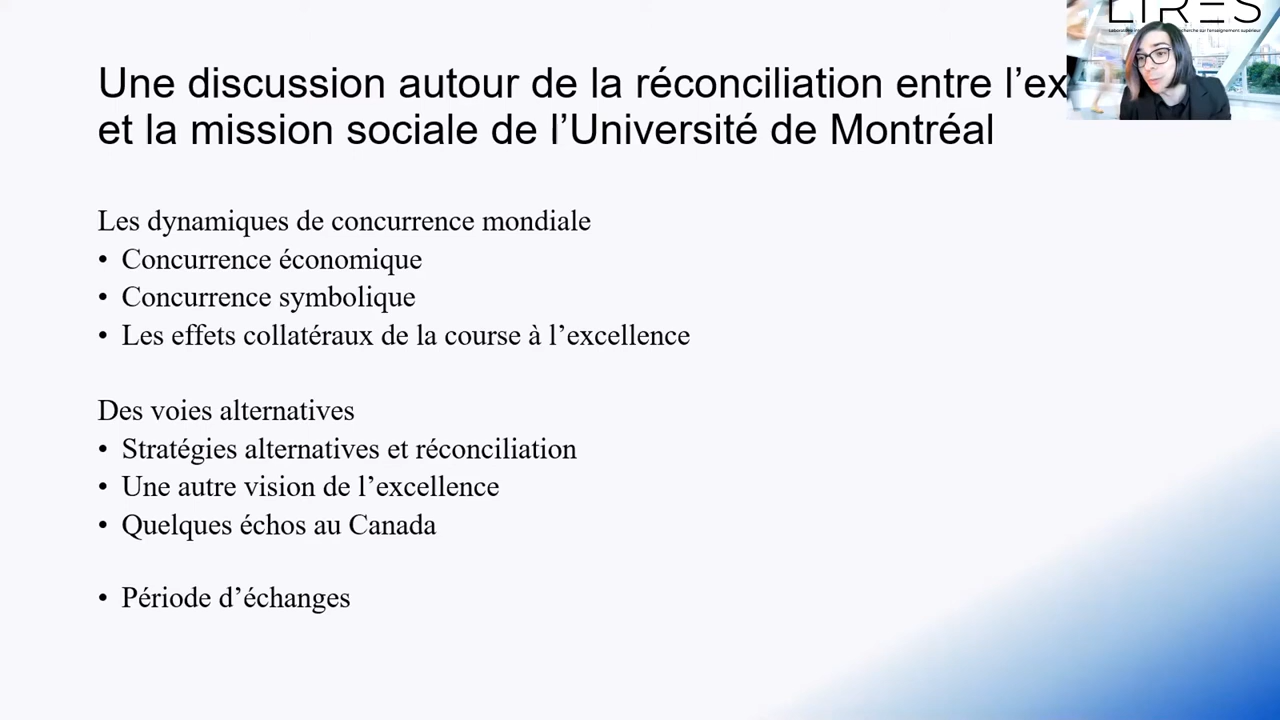 LIRES
Une discussion autour de la réconciliation entre l’ex
et la mission sociale de l’Université de Montréal
Les dynamiques de concurrence mondiale
• Concurrence économique
• Concurrence symbolique
• Les effets collatéraux de la course à l’excellence
Des voies alternatives
• Stratégies alternatives et réconciliation
• Une autre vision de l’excellence
• Quelques échos au Canada
• Période d’échanges